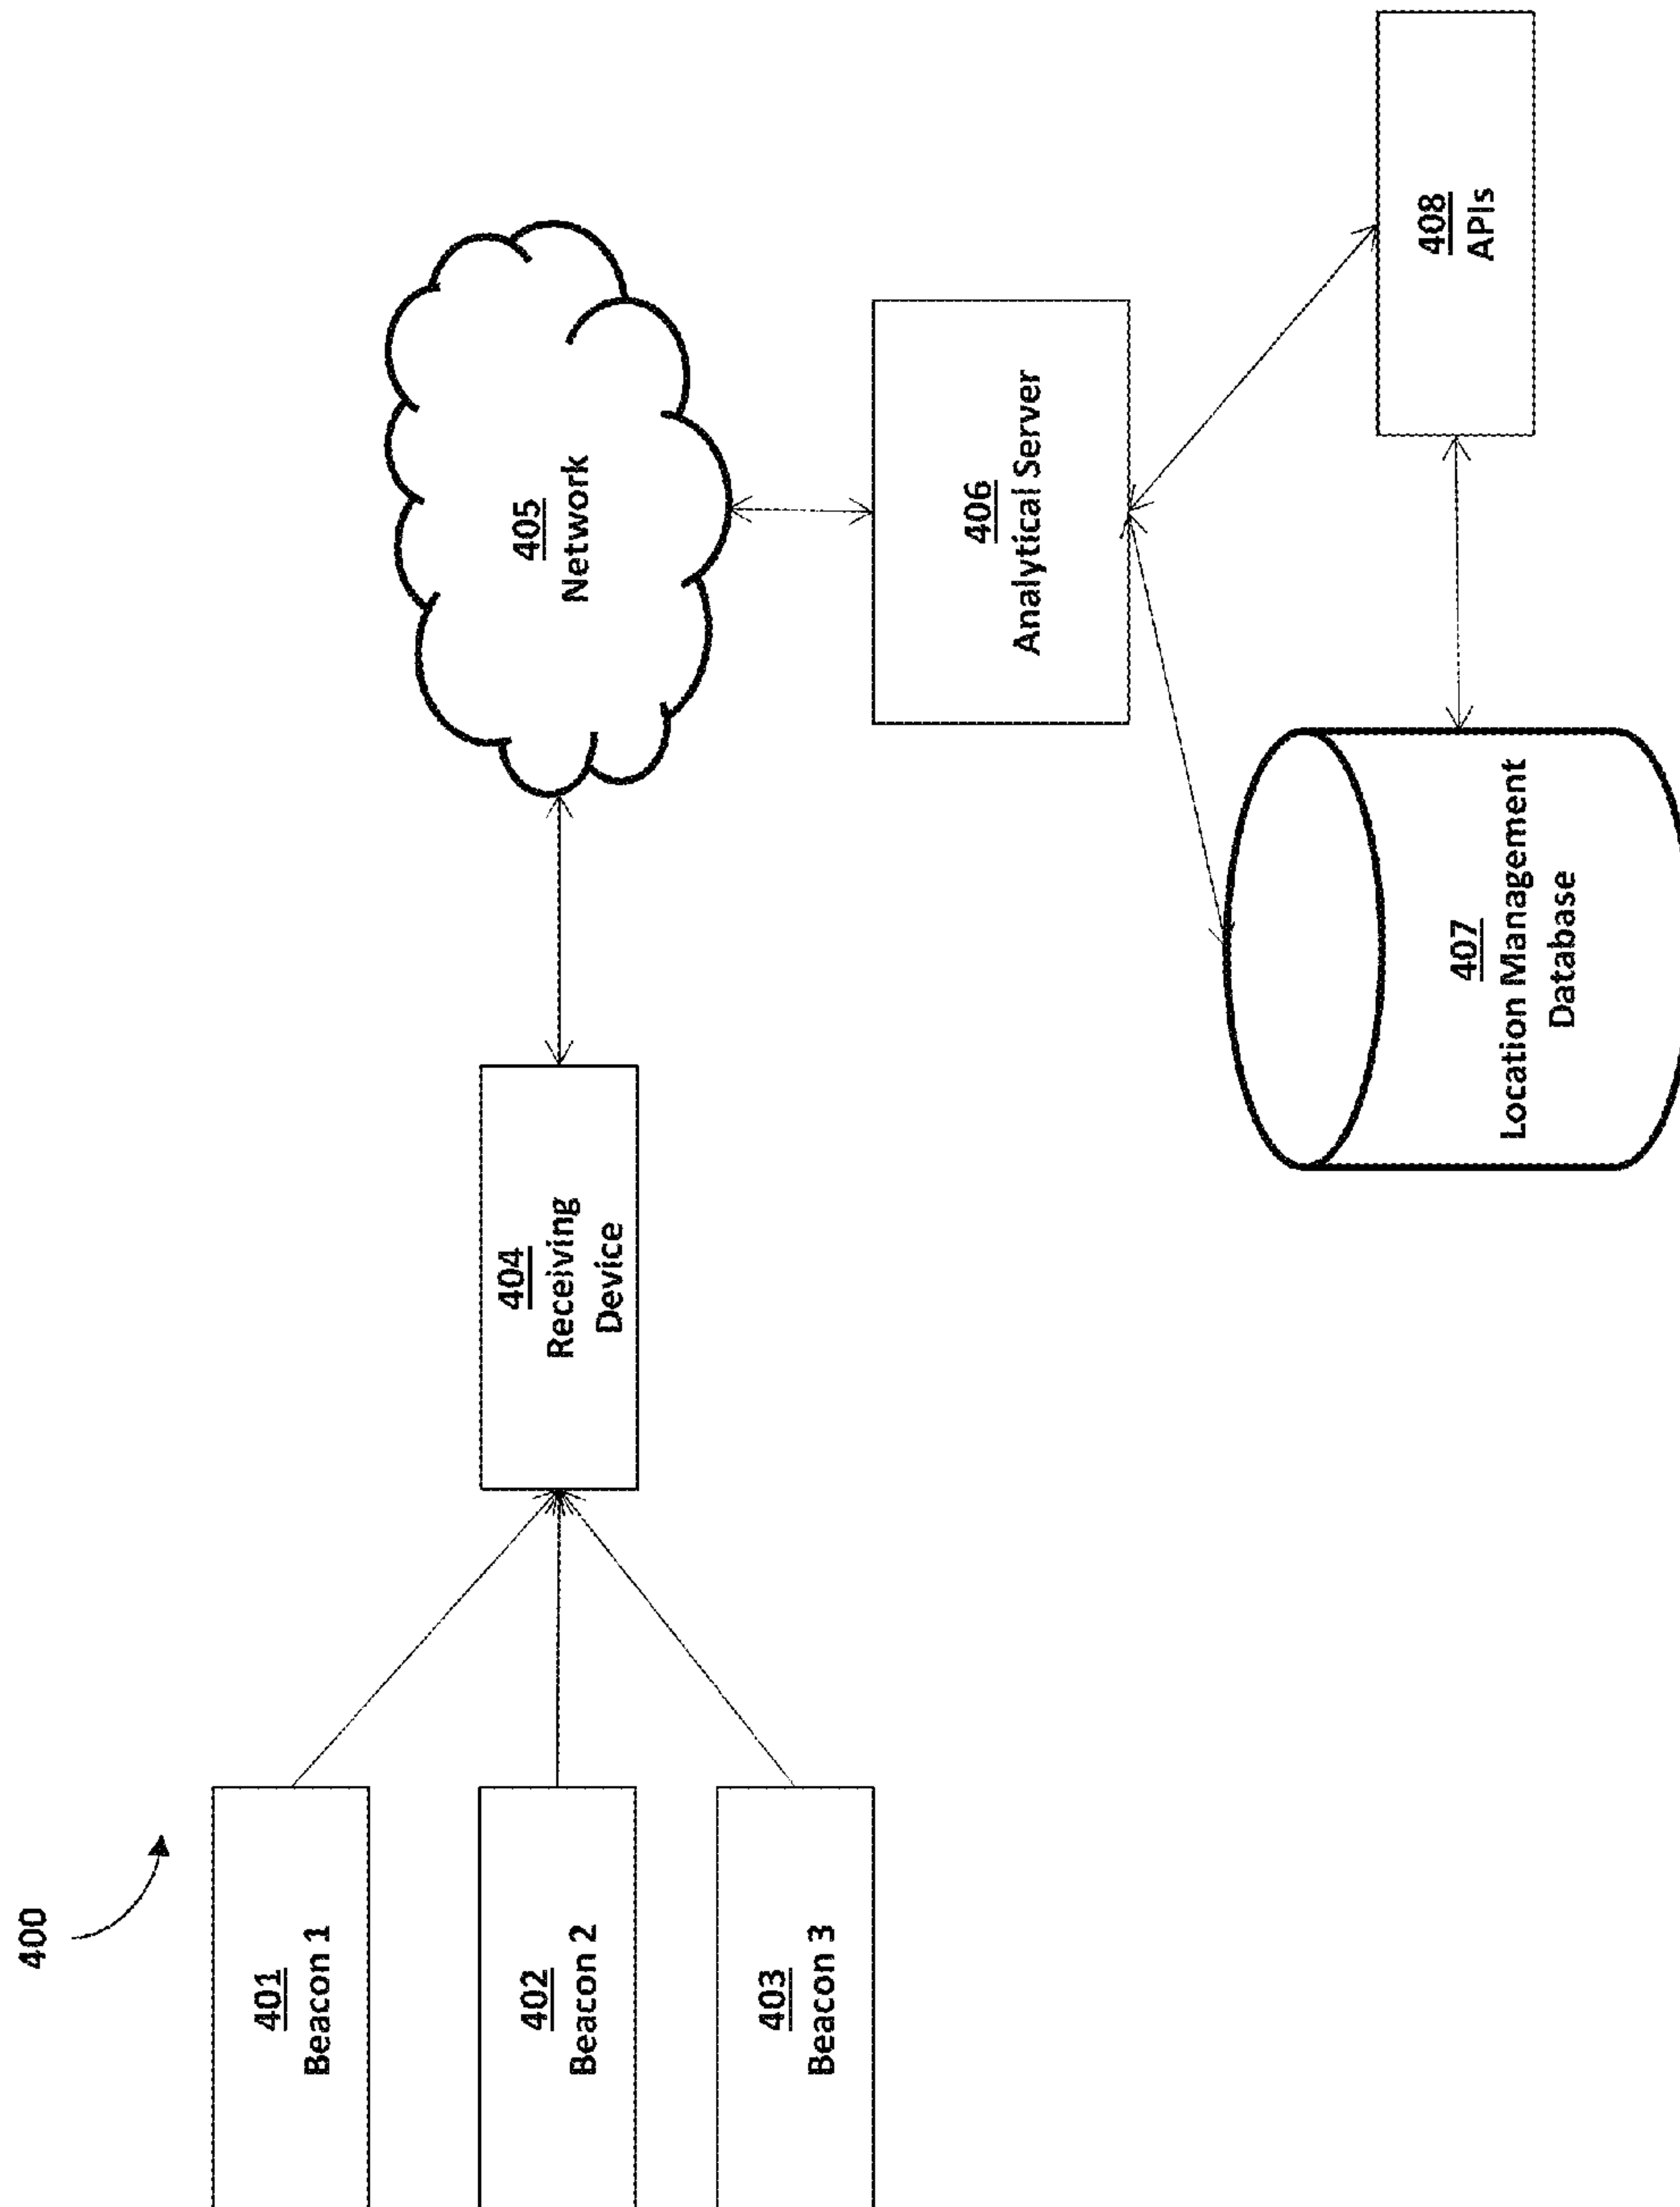 400
401
Beacon 1
402
Beacon 2
403
Beacon 3
404
Receiving
Device
405
Network
406
Analytical Server
407
Location Management
Database
408
APIs